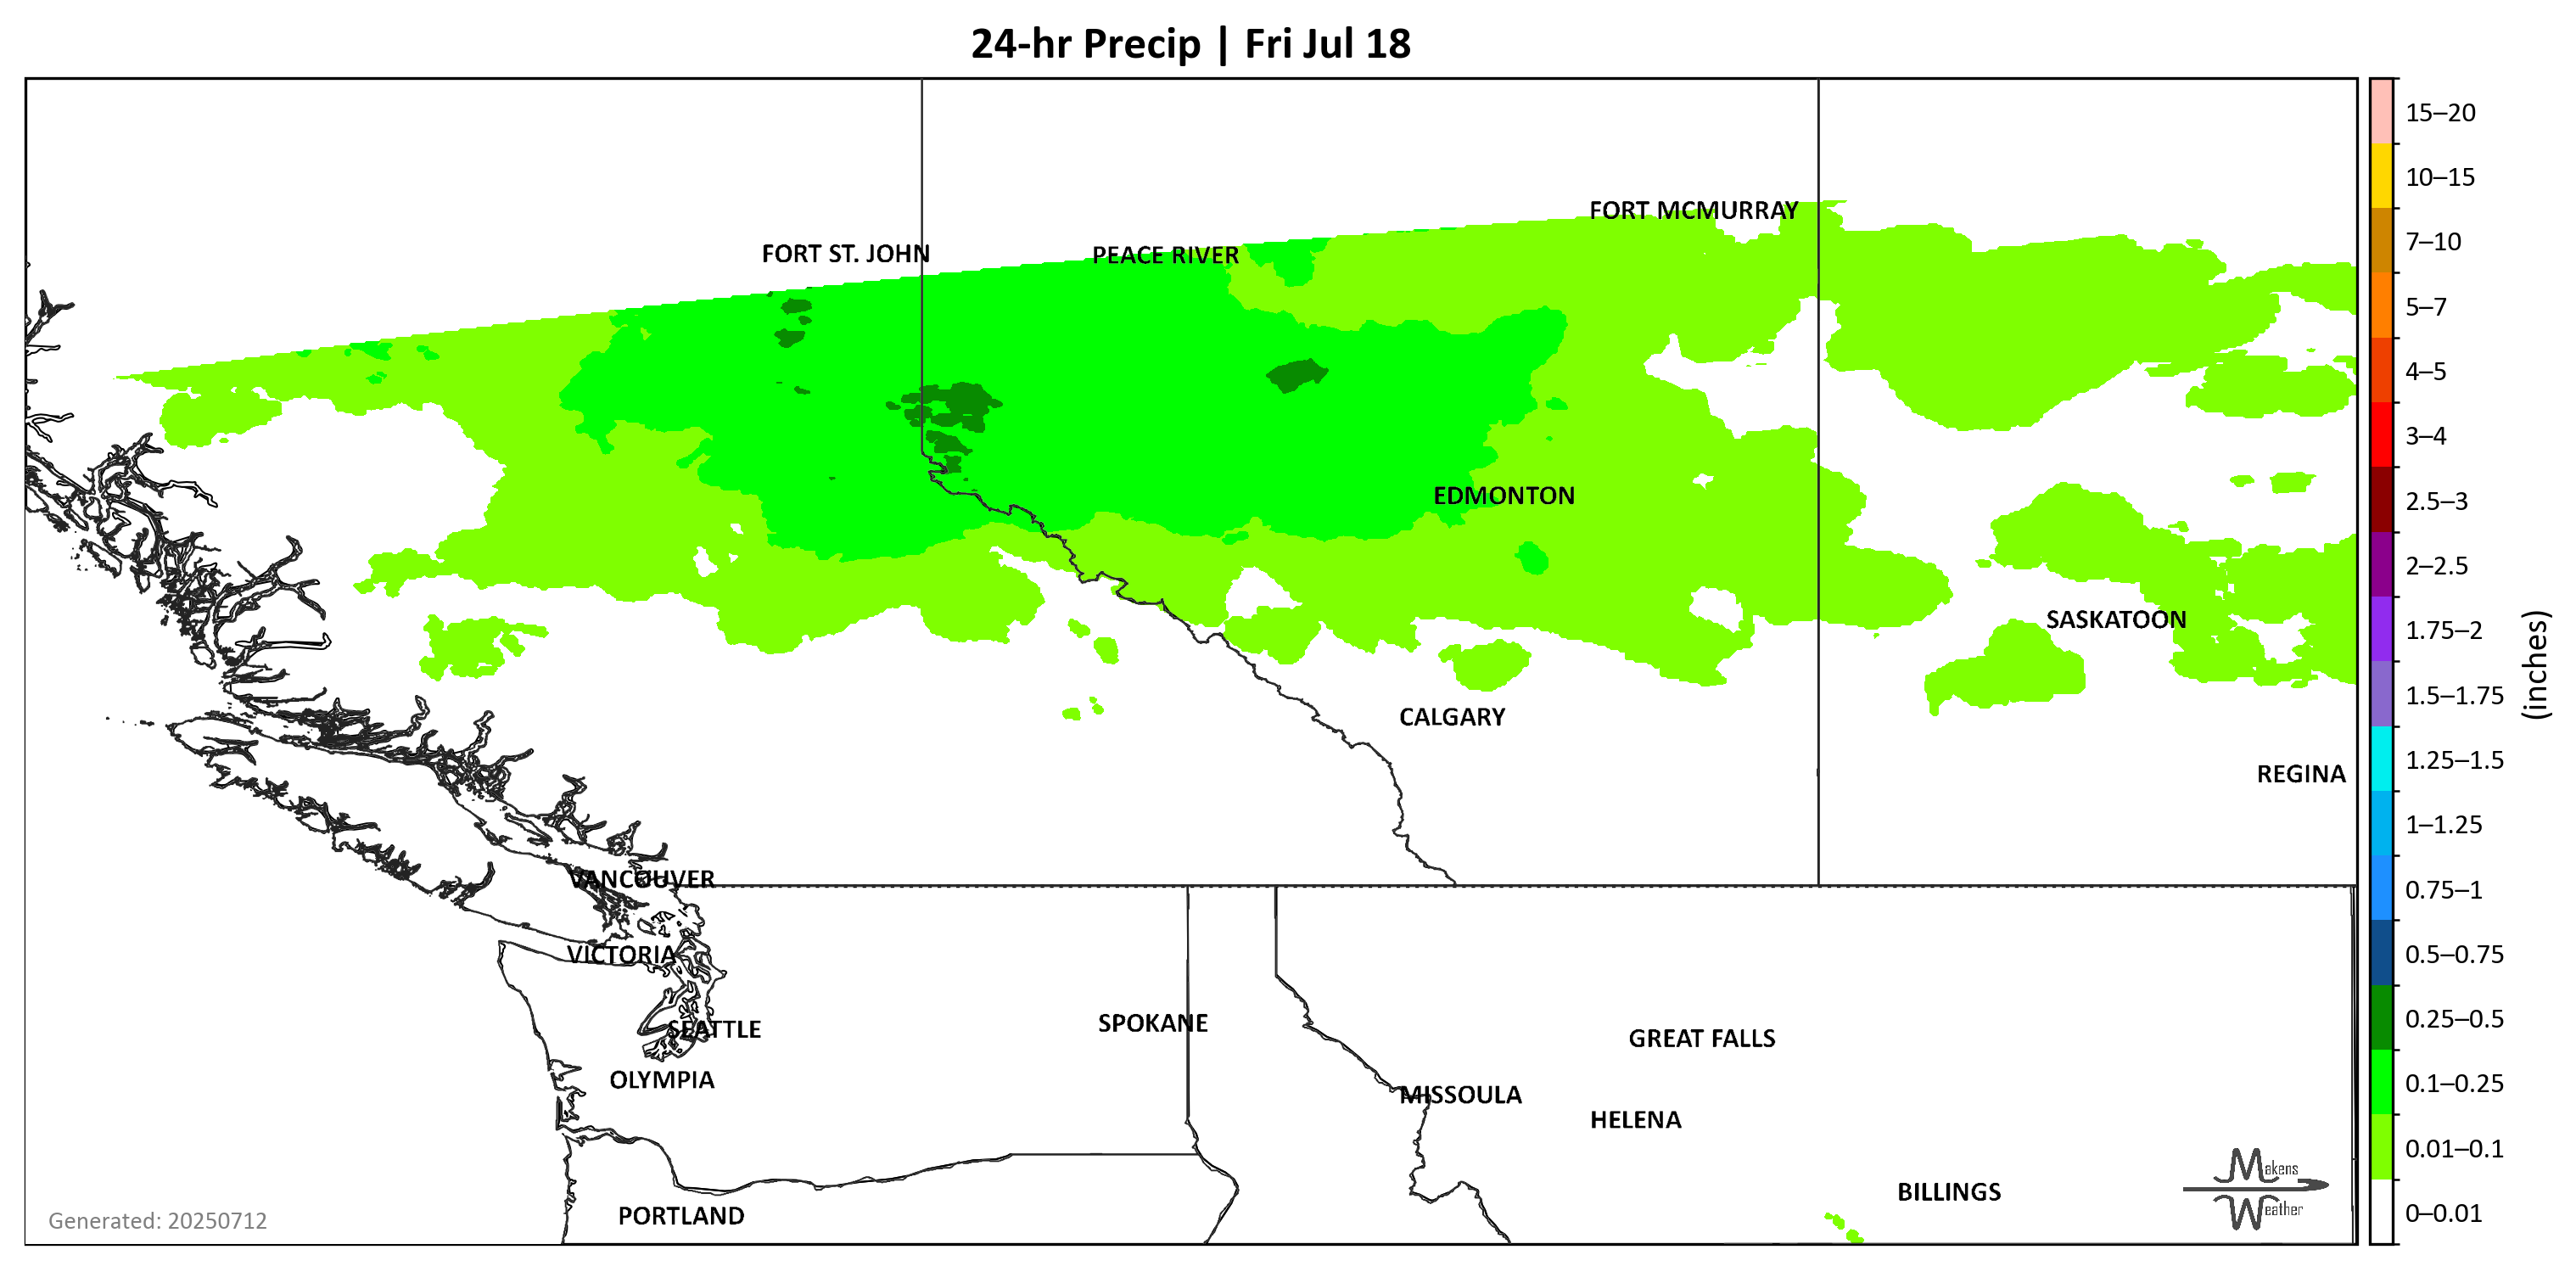 24-hr Precip | Fri Jul 18
15–20
10–15
7–10
5–7
4–5
3–4
2.5–3
2–2.5
1.75–2
1.5–1.75
1.25–1.5
1–1.25
0.75–1
0.5–0.75
0.25–0.5
0.1–0.25
0.01–0.1
0–0.01
(inches)
FORT MCMURRAY
FORT ST. JOHN
PEACE RIVER
EDMONTON
SASKATOON
CALGARY
REGINA
VANCOUVER
VICTORIA
SEATTLE
SPOKANE
GREAT FALLS
OLYMPIA
MISSOULA
HELENA
BILLINGS
PORTLAND
Makens
Weather
Generated: 20250712